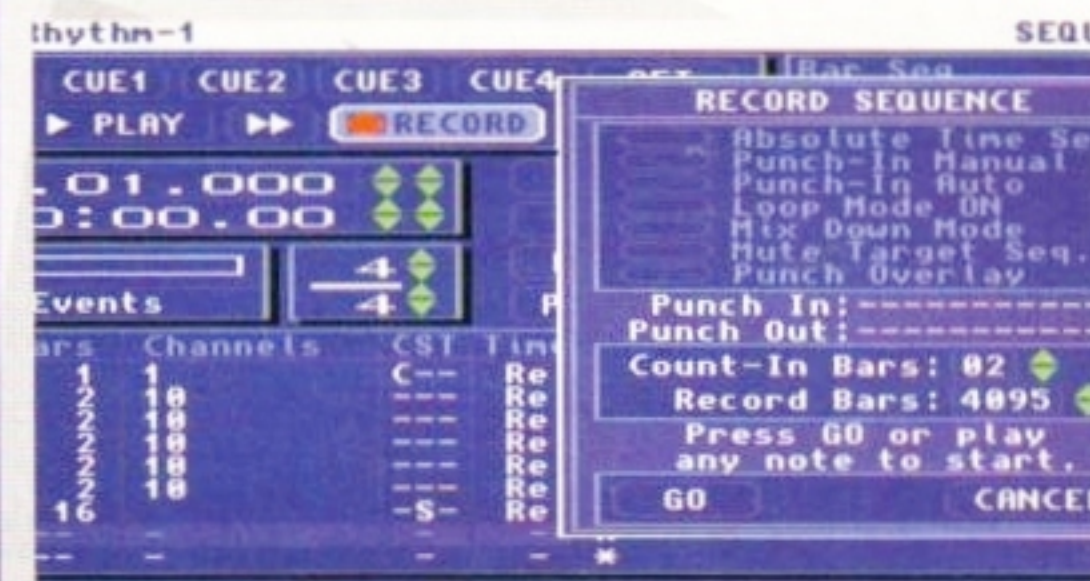 thythm-1 SEQU
CUE1 CUE2 CUE3 CUE4
Bar Seq
PLAY RECORD
.01.000
0:00.00
4
4
Events
ars Channels CST Time
1 1 C-- Re
2 10 --- Re
2 10 --- Re
2 10 --- Re
2 10 --- Re
2 10 --- Re
16 -S- Re
-- - - - *
RECORD SEQUENCE
Absolute Time Se
Punch-In Manual
Punch-In Auto
Loop Mode ON
Mix Down Mode
Mute Target Seq.
Punch Overlay
Punch In:-----------
Punch Out:-----------
Count-In Bars: 02
Record Bars: 4095
Press GO or play
any note to start.
GO CANCEL